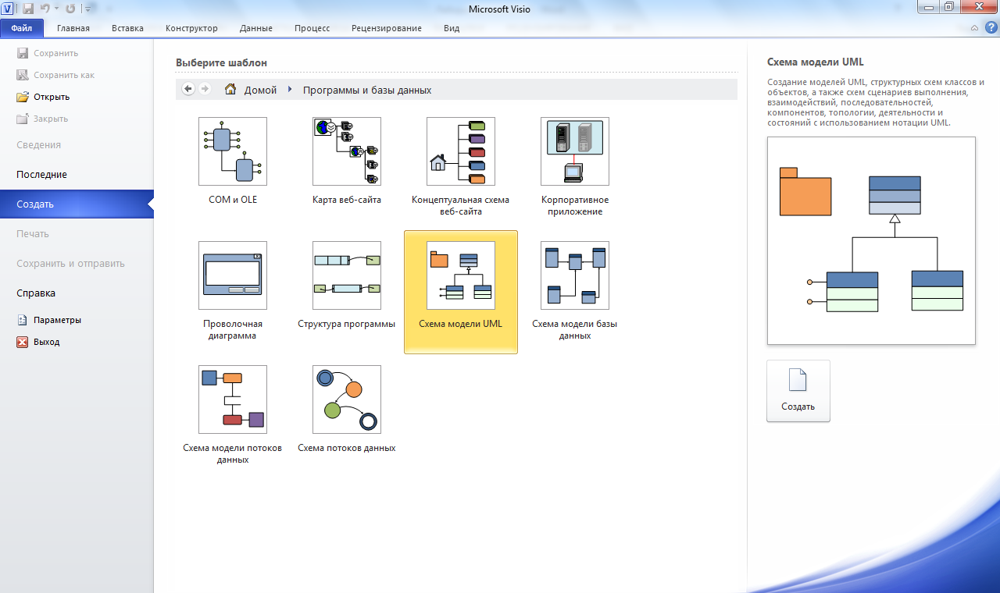 Microsoft Visio
Файл
Главная
Вставка
Конструктор
Данные
Процесс
Рецензирование
Вид
Сохранить
Сохранить как
Открыть
Закрыть
Сведения
Последние
Создать
Печать
Сохранить и отправить
Справка
Параметры
Выход
Выберите шаблон
Домой
Программы и базы данных
COM и OLE
Карта веб-сайта
Концептуальная схема
веб-сайта
Корпоративное
приложение
Проволочная
диаграмма
Структура программы
Схема модели UML
Схема модели базы
данных
Схема модели потоков
данных
Схема потоков данных
Схема модели UML
Создание моделей UML, структурных схем классов и
объектов, а также схем сценариев выполнения,
взаимодействий, последовательностей,
компонентов, топологии, деятельности и
состояний с использованием нотации UML.
Создать